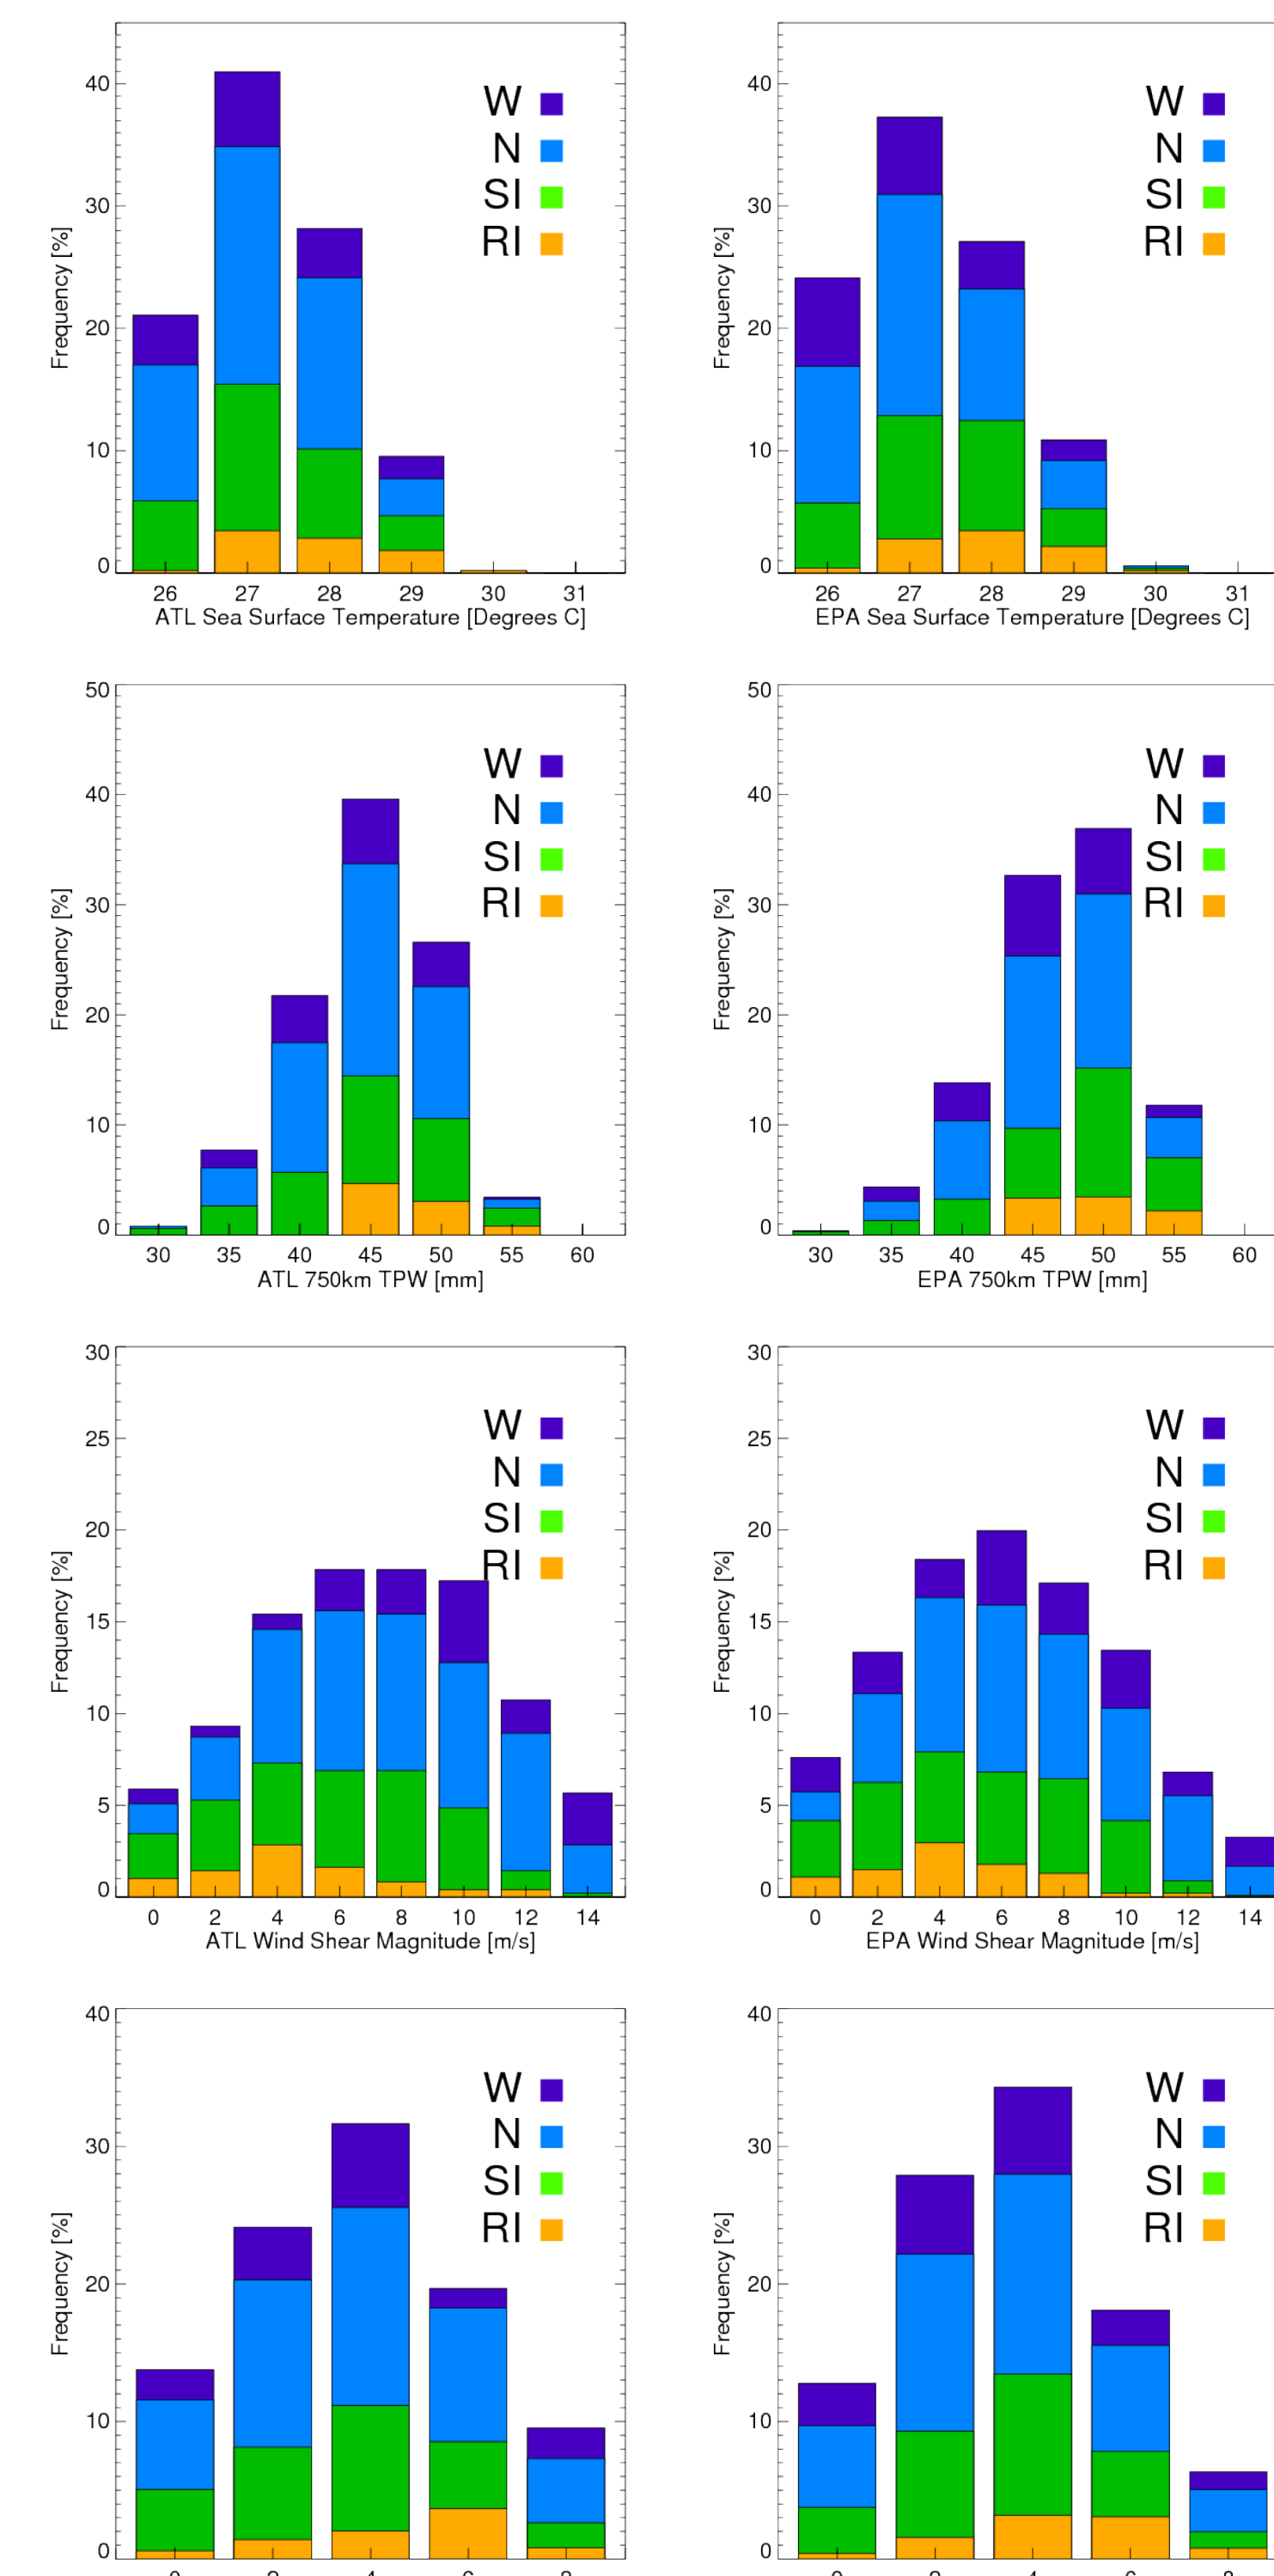 40
30
20
10
0
Frequency [%]
W
N
SI
RI
26 27 28 29 30 31
ATL Sea Surface Temperature [Degrees C]
40
30
20
10
0
Frequency [%]
W
N
SI
RI
26 27 28 29 30 31
EPA Sea Surface Temperature [Degrees C]
50
40
30
20
10
0
Frequency [%]
W
N
SI
RI
30 35 40 45 50 55 60
ATL 750km TPW [mm]
50
40
30
20
10
0
Frequency [%]
W
N
SI
RI
30 35 40 45 50 55 60
EPA 750km TPW [mm]
30
25
20
15
10
5
0
Frequency [%]
W
N
SI
RI
0 2 4 6 8 10 12 14
ATL Wind Shear Magnitude [m/s]
30
25
20
15
10
5
0
Frequency [%]
W
N
SI
RI
0 2 4 6 8 10 12 14
EPA Wind Shear Magnitude [m/s]
40
30
20
10
0
Frequency [%]
W
N
SI
RI
40
30
20
10
0
Frequency [%]
W
N
SI
RI